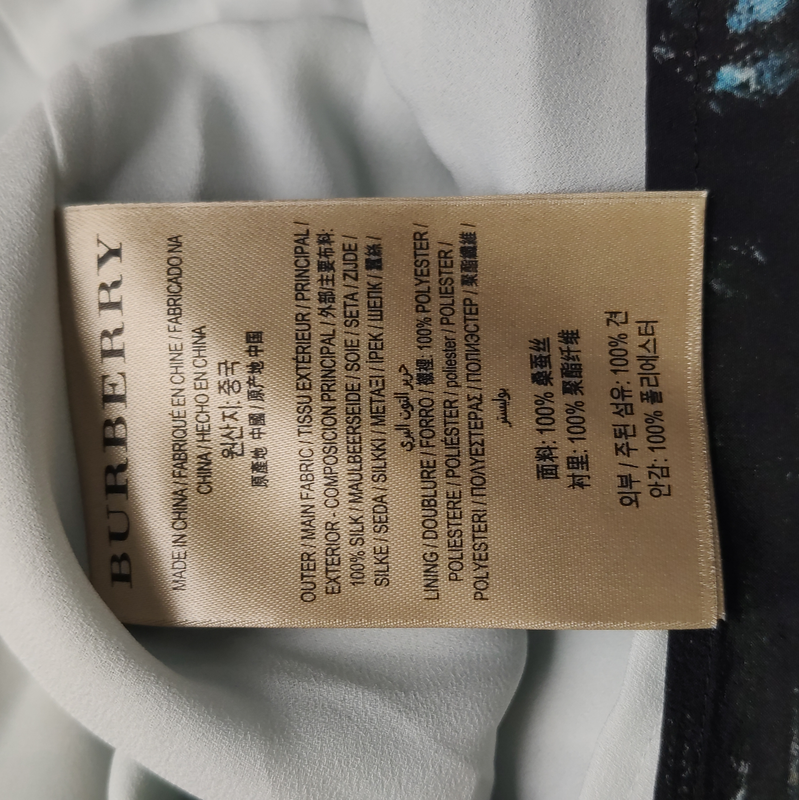 BURBERRY
MADE IN CHINA / FABRIQUÉ EN CHINE / FABRICADO NA
CHINA / HECHO EN CHINA
원산지: 중국
原產地 中國 / 原产地 中国
OUTER / MAIN FABRIC / TISSU EXTÉRIEUR / PRINCIPAL /
EXTERIOR - COMPOSICION PRINCIPAL / 外部/主要布料:
100% SILK / MAULBEERSEIDE / SOIE / SETA / ZIJDE /
SILKE / SEDA / SILKKI / ΜΕΤΑΞΙ / İPEK / ШЕЛК / 蠶絲 /
حرير التوت البري
LINING / DOUBLURE / FORRO / 襯裡: 100% POLYESTER /
POLIESTERE / POLIÉSTER / poliester / POLIESTER /
POLYESTERI / ΠΟΛΥΕΣΤΕΡΑΣ / ПОЛИЭСТЕР / 聚酯纖維 /
بوليستر
面料: 100% 桑蚕丝
衬里: 100% 聚酯纤维
외부 / 주된 섬유: 100% 견
안감: 100% 폴리에스터